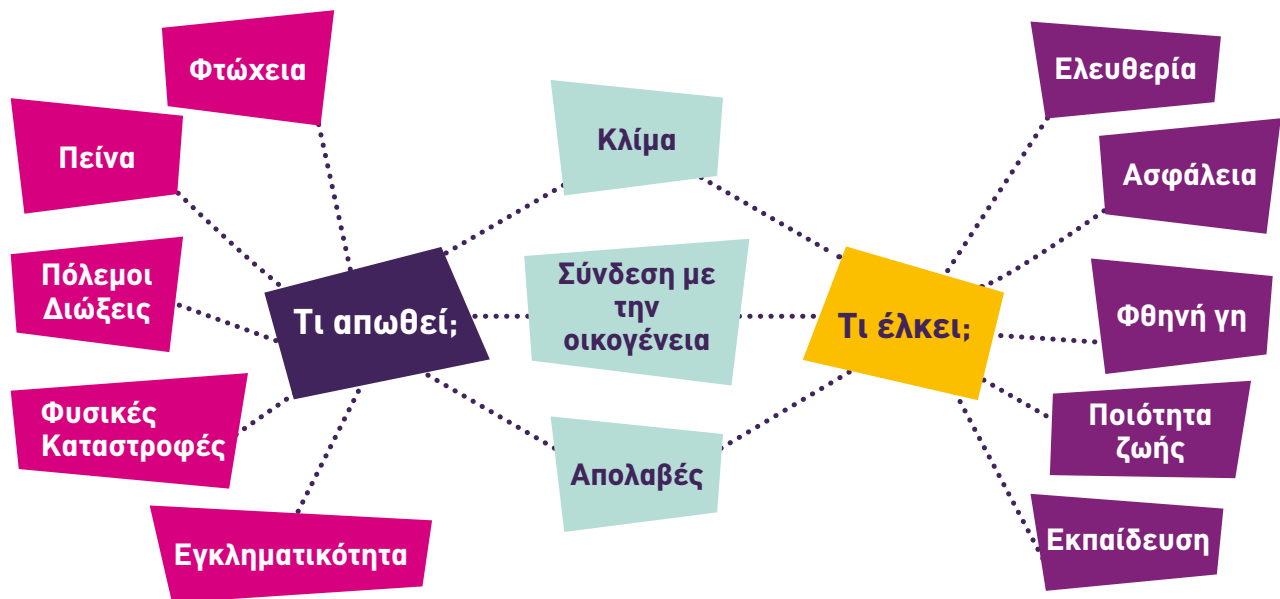 Φτώχεια
Πείνα
Πόλεμοι
Διώξεις
Φυσικές
Καταστροφές
Εγκληματικότητα
Τι απωθεί;
Κλίμα
Σύνδεση με
την
οικογένεια
Απολαβές
Τι έλκει;
Ελευθερία
Ασφάλεια
Φθηνή γη
Ποιότητα
ζωής
Εκπαίδευση